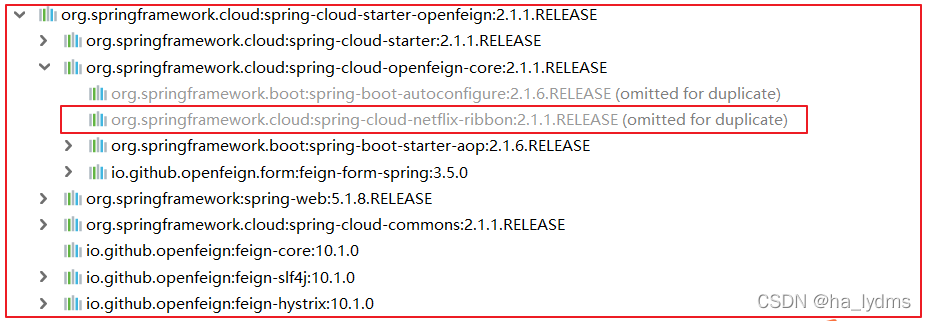 org.springframework.cloud:spring-cloud-starter-openfeign:2.1.1.RELEASE
org.springframework.cloud:spring-cloud-starter:2.1.1.RELEASE
org.springframework.cloud:spring-cloud-openfeign-core:2.1.1.RELEASE
org.springframework.boot:spring-boot-autoconfigure:2.1.6.RELEASE (omitted for duplicate)
org.springframework.cloud:spring-cloud-netflix-ribbon:2.1.1.RELEASE (omitted for duplicate)
org.springframework.boot:spring-boot-starter-aop:2.1.6.RELEASE
io.github.openfeign.form:feign-form-spring:3.5.0
org.springframework:spring-web:5.1.8.RELEASE
org.springframework.cloud:spring-cloud-commons:2.1.1.RELEASE
io.github.openfeign:feign-core:10.1.0
io.github.openfeign:feign-slf4j:10.1.0
io.github.openfeign:feign-hystrix:10.1.0
CSDN @ha_lydms